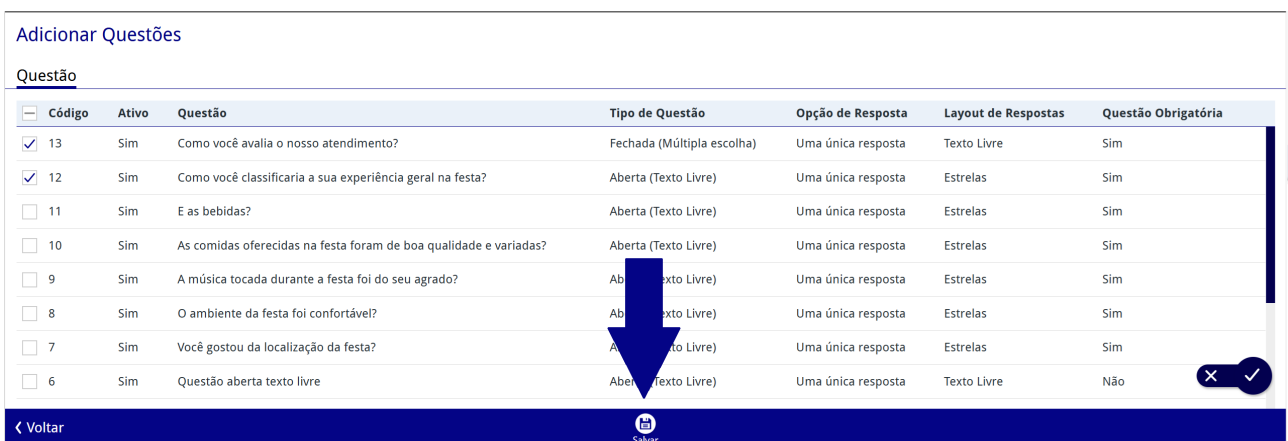 Adicionar Questões
Questão
Código Ativo Questão Tipo de Questão Opção de Resposta Layout de Respostas Questão Obrigatória
13 Sim Como você avalia o nosso atendimento? Fechada (Múltipla escolha) Uma única resposta Texto Livre Sim
12 Sim Como você classificaria a sua experiência geral na festa? Aberta (Texto Livre) Uma única resposta Estrelas Sim
11 Sim E as bebidas? Aberta (Texto Livre) Uma única resposta Estrelas Sim
10 Sim As comidas oferecidas na festa foram de boa qualidade e variadas? Aberta (Texto Livre) Uma única resposta Estrelas Sim
9 Sim A música tocada durante a festa foi do seu agrado? Livre) Uma única resposta Estrelas Sim
8 Sim O ambiente da festa foi confortável? Livre) Uma única resposta Estrelas Sim
7 Sim Você gostou da localização da festa? Livre) Uma única resposta Estrelas Sim
6 Sim Questão aberta texto livre Livre) Uma única resposta Texto Livre Não
Voltar
Salvar